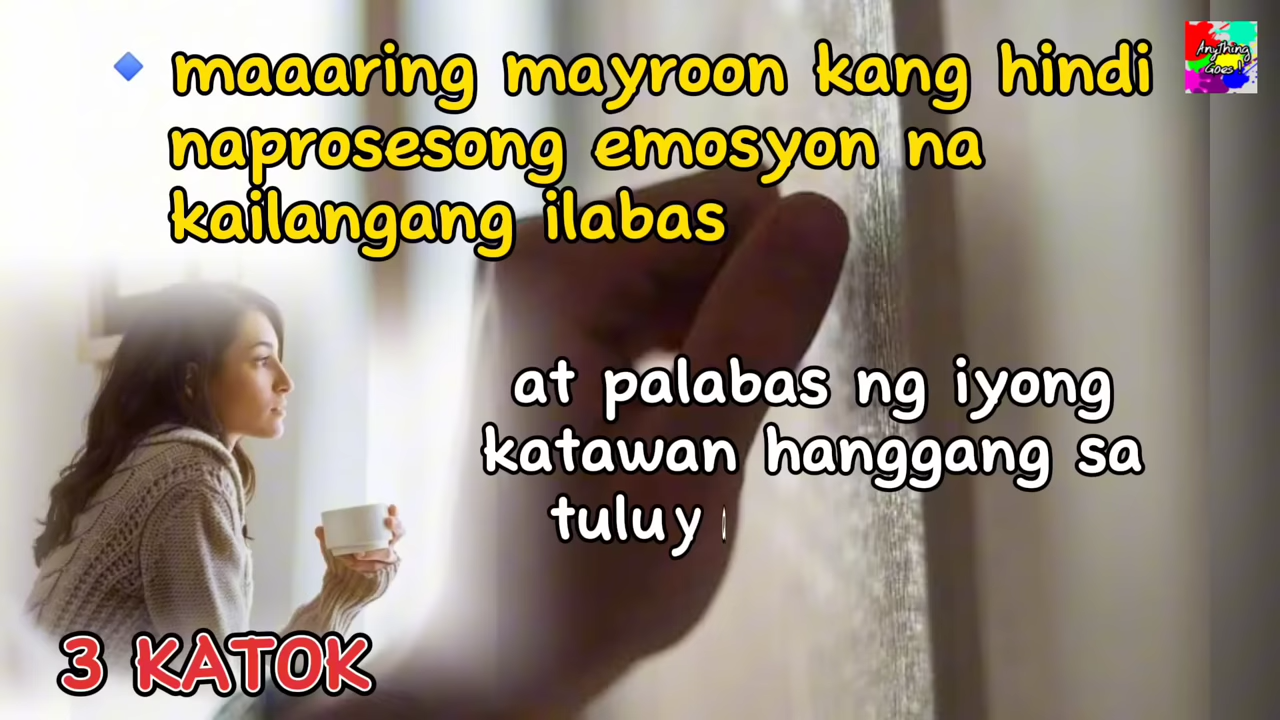 maaaring mayroon kang hindi
naprosesong emosyon na
kailangang ilabas
at palabas ng iyong
katawan hanggang sa
tuluy
3 KATOK
Anything
Goes!!